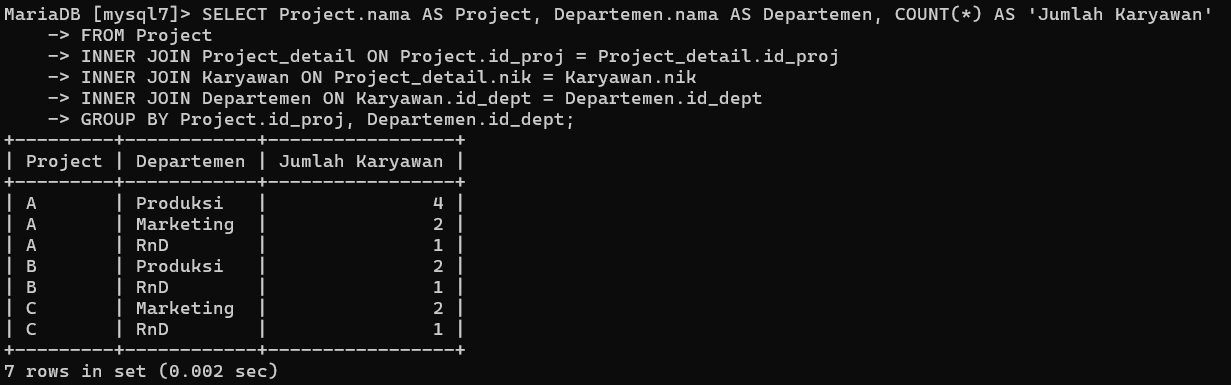 MariaDB [mysql7]> SELECT Project.nama AS Project, Departemen.nama AS Departemen, COUNT(*) AS 'Jumlah Karyawan'
    -> FROM Project
    -> INNER JOIN Project_detail ON Project.id_proj = Project_detail.id_proj
    -> INNER JOIN Karyawan ON Project_detail.nik = Karyawan.nik
    -> INNER JOIN Departemen ON Karyawan.id_dept = Departemen.id_dept
    -> GROUP BY Project.id_proj, Departemen.id_dept;
+---------+------------+-----------------+
| Project | Departemen | Jumlah Karyawan |
+---------+------------+-----------------+
| A       | Produksi   |               4 |
| A       | Marketing  |               2 |
| A       | RnD        |               1 |
| B       | Produksi   |               2 |
| B       | RnD        |               1 |
| C       | Marketing  |               2 |
| C       | RnD        |               1 |
+---------+------------+-----------------+
7 rows in set (0.002 sec)